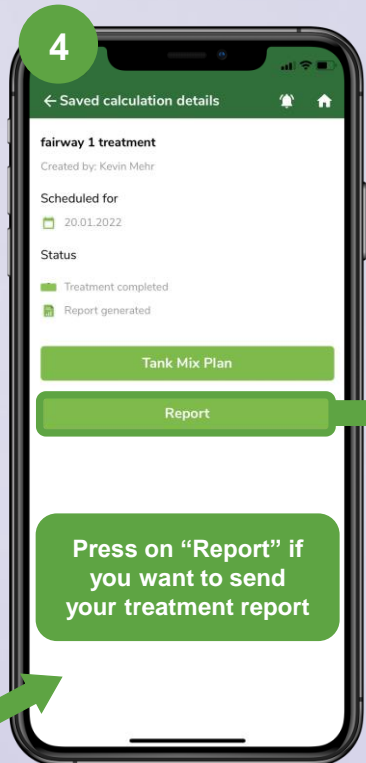 4
Saved calculation details
fairway 1 treatment
Created by: Kevin Mehr
Scheduled for
20.01.2022
Status
Treatment completed
Report generated
Tank Mix Plan
Report
Press on “Report” if
you want to send
your treatment report